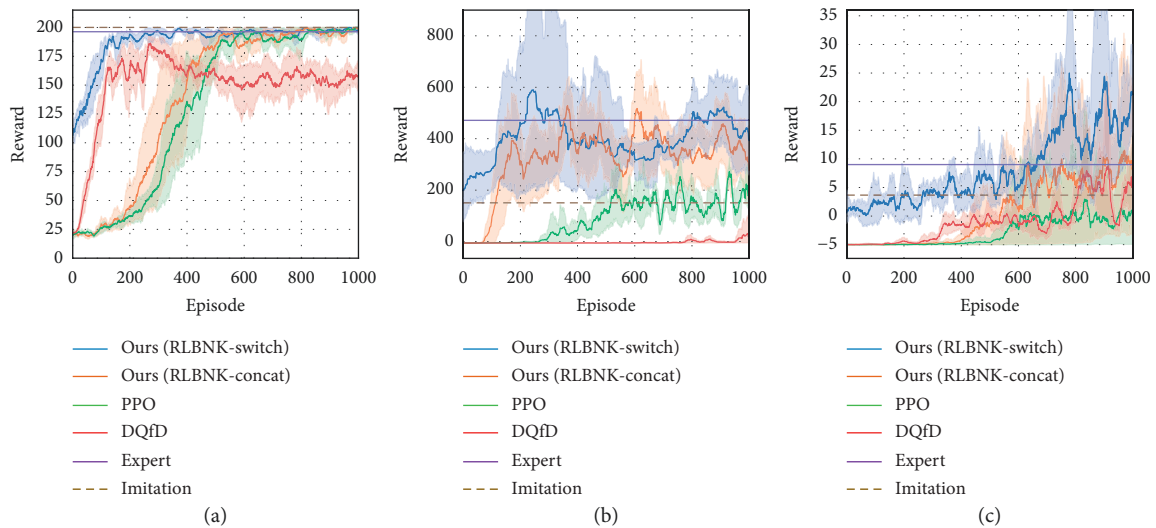 200
175
150
125
100
75
50
25
0
Reward
0 200 400 600 800 1000
Episode
Ours (RLBNK-switch)
Ours (RLBNK-concat)
PPO
DQfD
Expert
Imitation
(a)
800
600
400
200
0
Reward
0 200 400 600 800 1000
Episode
Ours (RLBNK-switch)
Ours (RLBNK-concat)
PPO
DQfD
Expert
Imitation
(b)
35
30
25
20
15
10
5
0
−5
Reward
0 200 400 600 800 1000
Episode
Ours (RLBNK-switch)
Ours (RLBNK-concat)
PPO
DQfD
Expert
Imitation
(c)